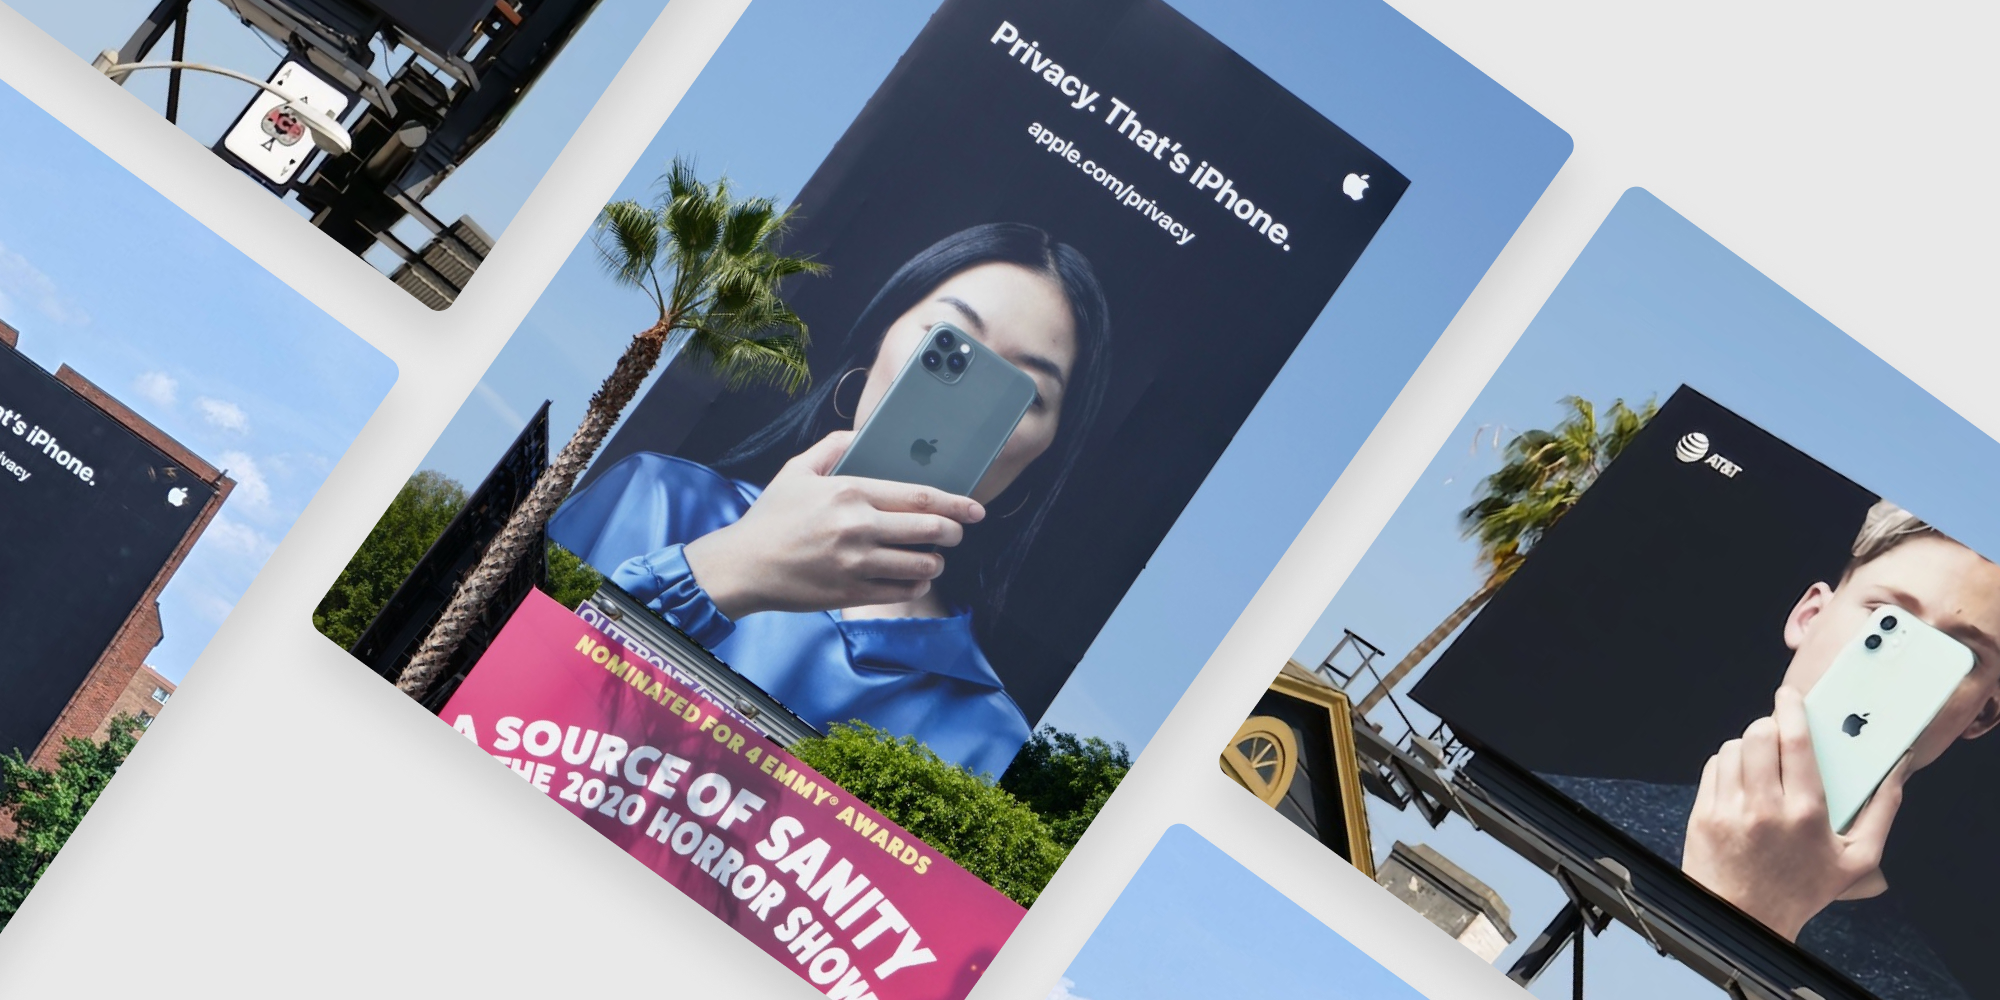 Privacy. That's iPhone.
apple.com/privacy
at's iPhone.
ivacy
AT&T
A
A
NOMINATED FOR 4 EMMY® AWARDS
A SOURCE OF SANITY
THE 2020 HORROR SHOW